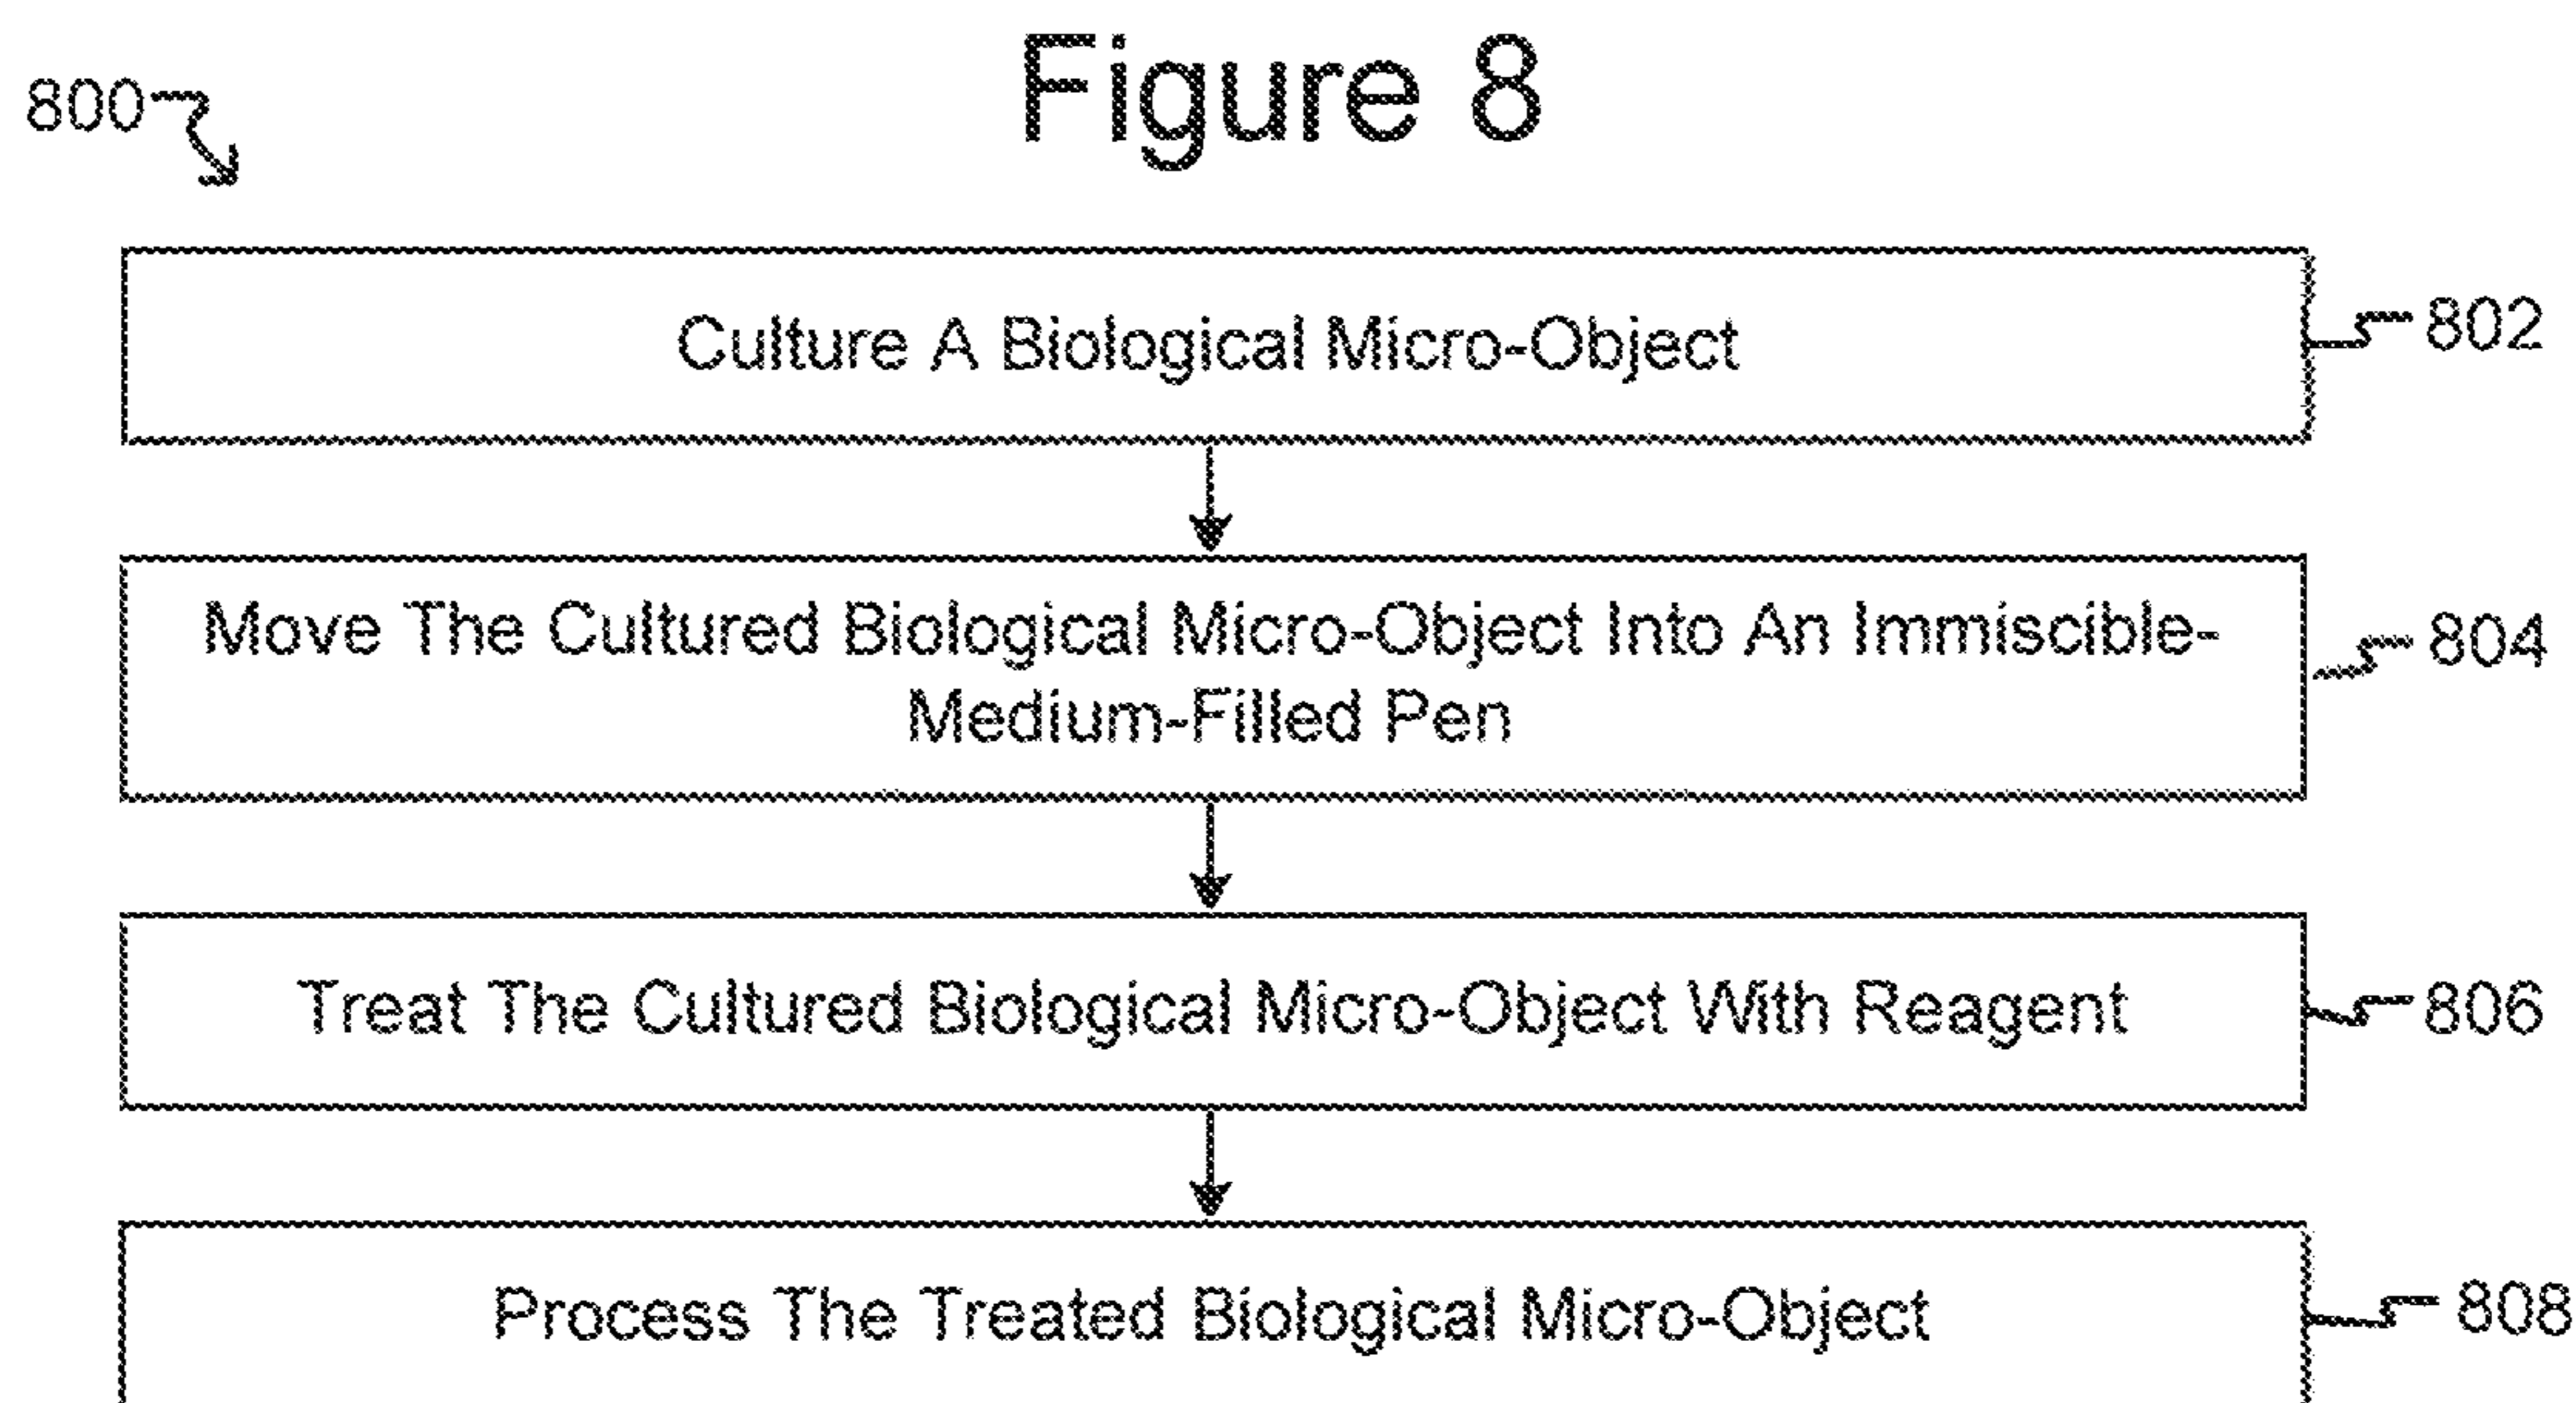 Figure 8
800
Culture A Biological Micro-Object
802
Move The Cultured Biological Micro-Object Into An Immiscible-
Medium-Filled Pen
804
Treat The Cultured Biological Micro-Object With Reagent
806
Process The Treated Biological Micro-Object
808